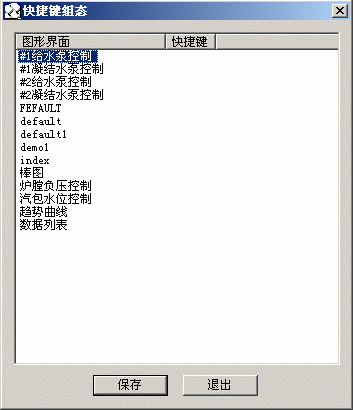 快捷键组态
图形界面 快捷键
#1给水泵控制
#1凝结水泵控制
#2给水泵控制
#2凝结水泵控制
FEFAULT
default
default1
demo1
index
棒图
炉膛负压控制
汽包水位控制
趋势曲线
数据列表
保存 退出